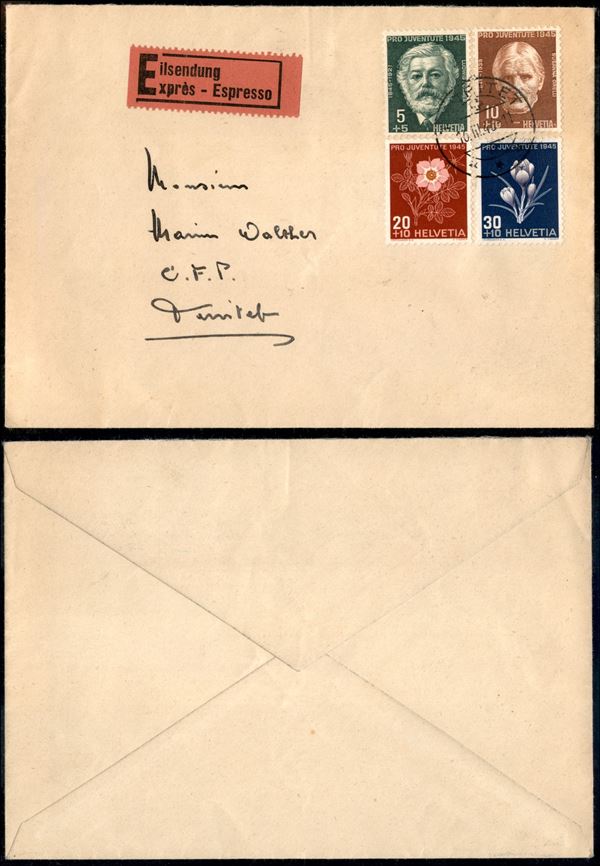 Eilsendung
Exprès - Espresso
PRO JUVENTUTE 1945
5
+5
HELVETIA
PRO JUVENTUTE 1945
10
+10
HELVETIA
PRO JUVENTUTE 1945
20
+10 HELVETIA
PRO JUVENTUTE 1945
30
+10 HELVETIA
Monsieur
Walther
C.F.P.